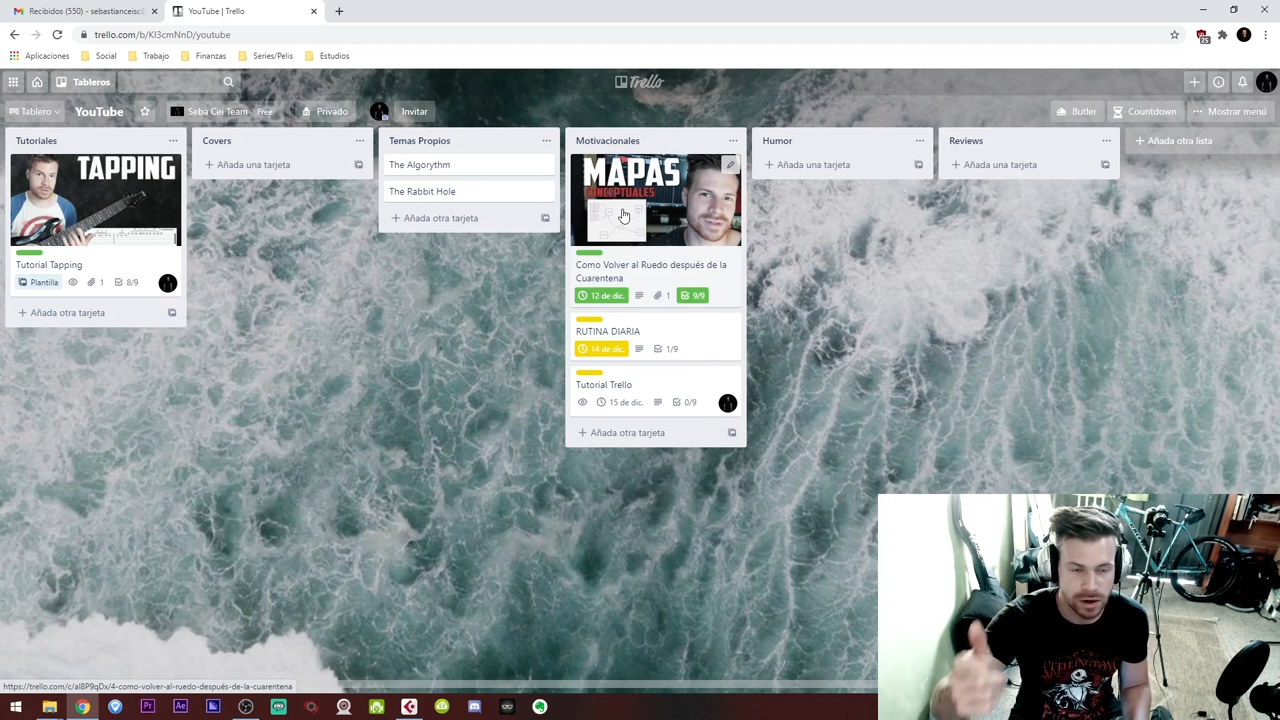 Recibidos (550) - sebastianceisc@
YouTube | Trello
trello.com/b/KI3cmNnD/youtube
Aplicaciones
Social
Trabajo
Finanzas
Series/Pelis
Estudios
Tableros
Trello
Tablero
YouTube
Seba Cei Team
Free
Privado
Invitar
Butler
Countdown
Mostrar menú
Tutoriales
TAPPING
Tutorial Tapping
Plantilla
1
8/9
Añada otra tarjeta
Covers
Añada una tarjeta
Temas Propios
The Algorythm
The Rabbit Hole
Añada otra tarjeta
Motivacionales
MAPAS
CONCEPTUALES
Como Volver al Ruedo después de la
Cuarentena
12 de dic.
1
9/9
RUTINA DIARIA
14 de dic.
1/9
Tutorial Trello
15 de dic.
0/9
Añada otra tarjeta
Humor
Añada una tarjeta
Reviews
Añada una tarjeta
Añada otra lista
https://trello.com/c/al8P9qDx/4-como-volver-al-ruedo-después-de-la-cuarentena